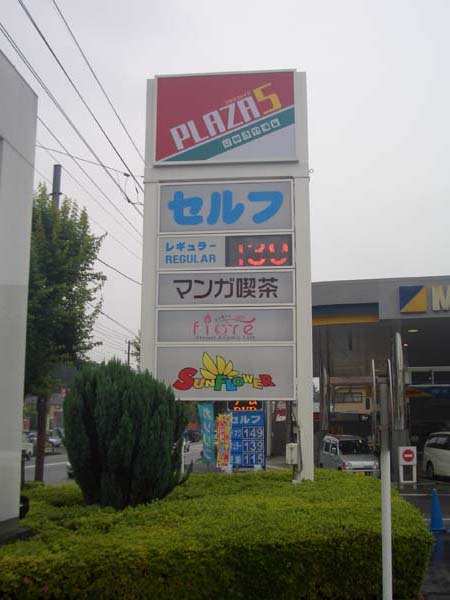 PLAZA5
セルフ
レギュラー
REGULAR
139
マンガ喫茶
Fiore
SUNFLOWER
セルフ
149
139
115
M